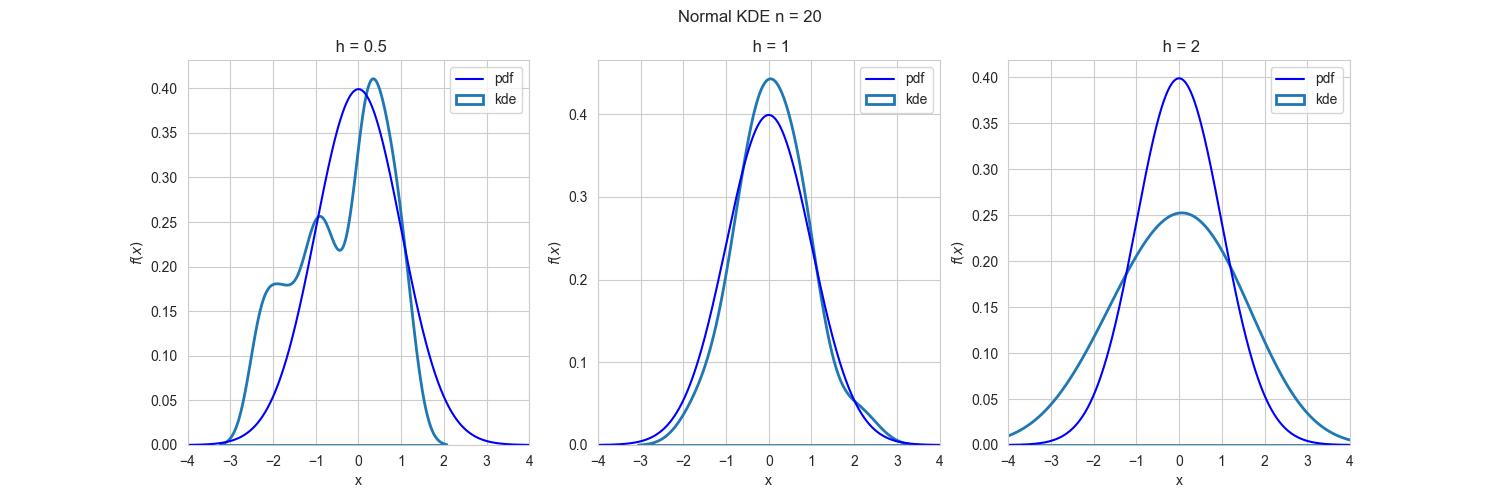 Normal KDE n = 20
h = 0.5
pdf
kde
0.40
0.35
0.30
0.25
0.20
0.15
0.10
0.05
0.00
f(x)
−4 −3 −2 −1 0 1 2 3 4
x
h = 1
pdf
kde
0.4
0.3
0.2
0.1
0.0
f(x)
−4 −3 −2 −1 0 1 2 3 4
x
h = 2
pdf
kde
0.40
0.35
0.30
0.25
0.20
0.15
0.10
0.05
0.00
f(x)
−4 −3 −2 −1 0 1 2 3 4
x